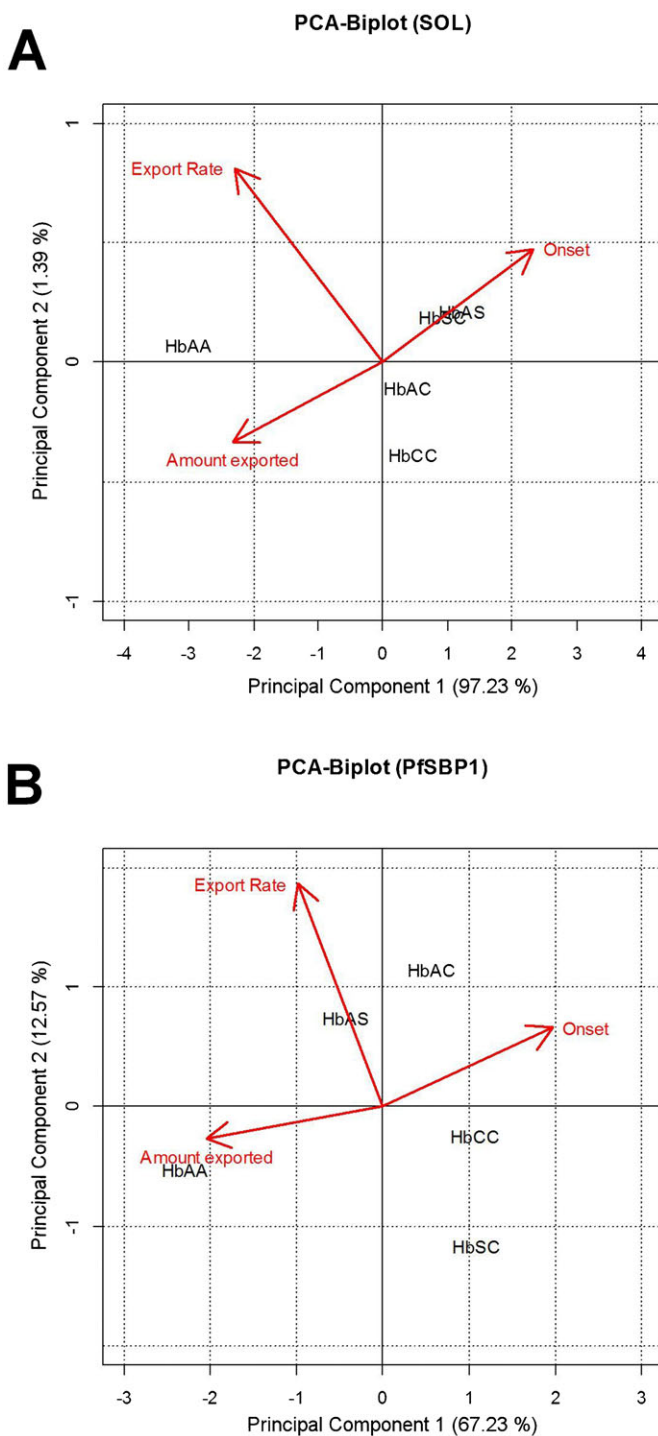 A
PCA-Biplot (SOL)
Principal Component 2 (1.39 %)
1
0
-1
Export Rate
Onset
HbSC
HbAS
HbAA
HbAC
Amount exported
HbCC
-4 -3 -2 -1 0 1 2 3 4
Principal Component 1 (97.23 %)
B
PCA-Biplot (PfSBP1)
Principal Component 2 (12.57 %)
1
0
-1
Export Rate
HbAC
HbAS
Onset
HbCC
Amount exported
HbAA
HbSC
-3 -2 -1 0 1 2 3
Principal Component 1 (67.23 %)